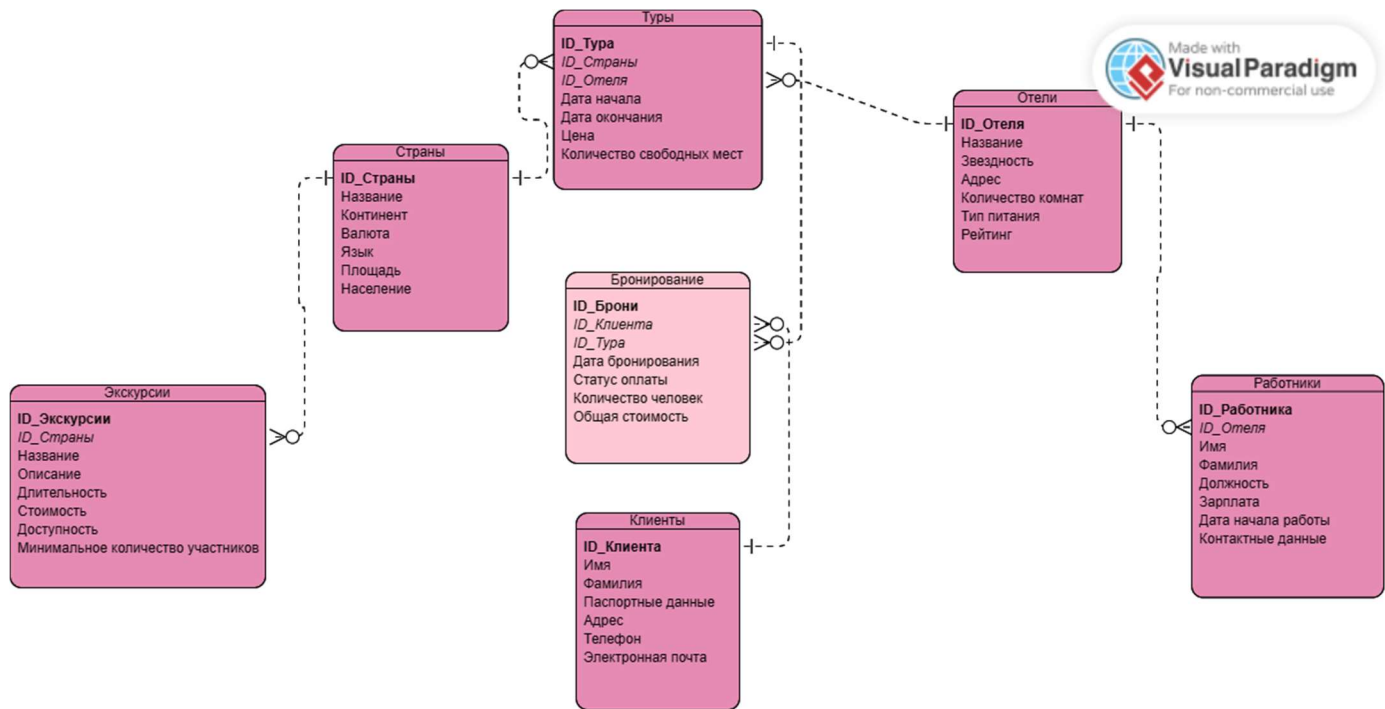 Туры
ID_Тура
ID_Страны
ID_Отеля
Дата начала
Дата окончания
Цена
Количество свободных мест
Made with
Visual Paradigm
For non-commercial use
Отели
ID_Отеля
Название
Звездность
Адрес
Количество комнат
Тип питания
Рейтинг
Страны
ID_Страны
Название
Континент
Валюта
Язык
Площадь
Население
Бронирование
ID_Брони
ID_Клиента
ID_Тура
Дата бронирования
Статус оплаты
Количество человек
Общая стоимость
Экскурсии
ID_Экскурсии
ID_Страны
Название
Описание
Длительность
Стоимость
Доступность
Минимальное количество участников
Работники
ID_Работника
ID_Отеля
Имя
Фамилия
Должность
Зарплата
Дата начала работы
Контактные данные
Клиенты
ID_Клиента
Имя
Фамилия
Паспортные данные
Адрес
Телефон
Электронная почта